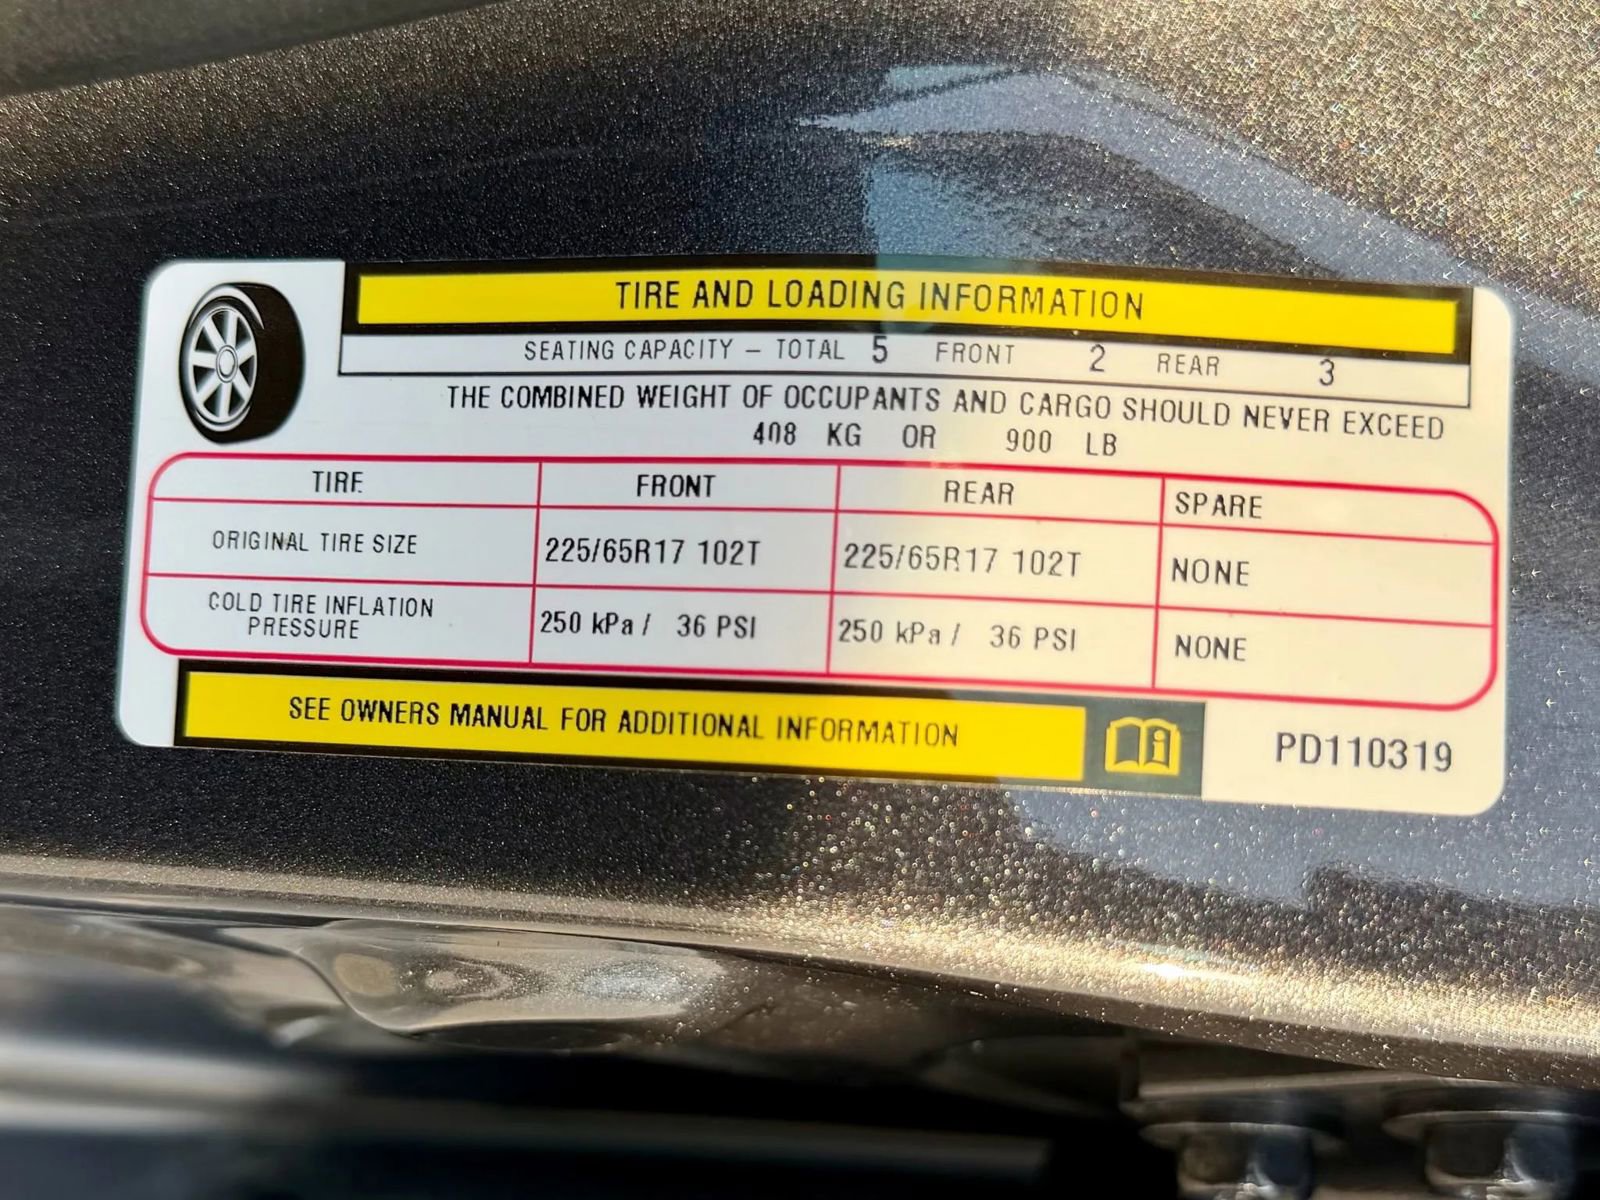 TIRE AND LOADING INFORMATION
SEATING CAPACITY – TOTAL 5 FRONT 2 REAR 3
THE COMBINED WEIGHT OF OCCUPANTS AND CARGO SHOULD NEVER EXCEED
408 KG OR 900 LB
TIRE FRONT REAR SPARE
ORIGINAL TIRE SIZE 225/65R17 102T 225/65R17 102T NONE
COLD TIRE INFLATION
PRESSURE 250 kPa / 36 PSI 250 kPa / 36 PSI NONE
SEE OWNERS MANUAL FOR ADDITIONAL INFORMATION
PD110319